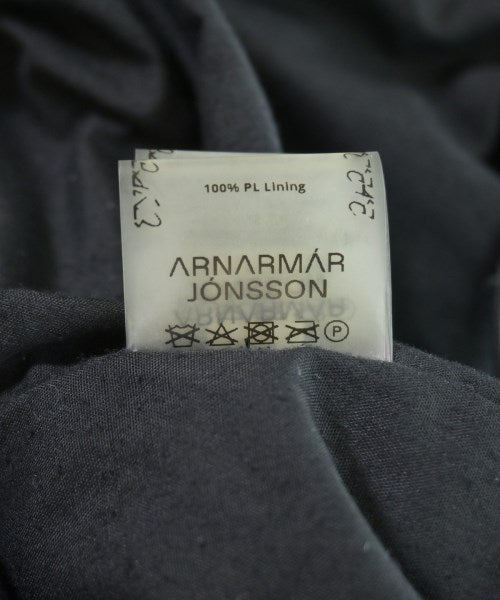 100% PL Lining
ARNARMÁR
JÓNSSON
P